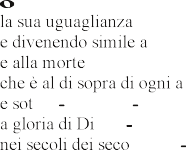 la sua uguaglianza
e divenendo simile a
e alla morte
che è al di sopra di ogni a
e sot - -
a gloria di Di -
nei secoli dei seco -